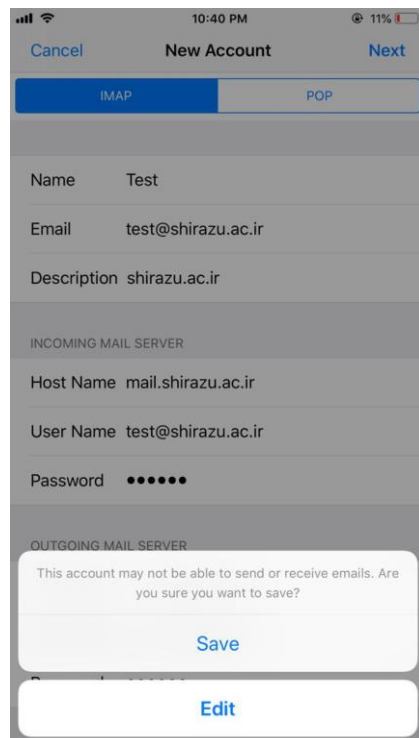 10:40 PM
11%
Cancel New Account Next
IMAP POP
Name Test
Email test@shirazu.ac.ir
Description shirazu.ac.ir
INCOMING MAIL SERVER
Host Name mail.shirazu.ac.ir
User Name test@shirazu.ac.ir
Password ••••••
OUTGOING MAIL SERVER
This account may not be able to send or receive emails. Are
you sure you want to save?
Save
Edit